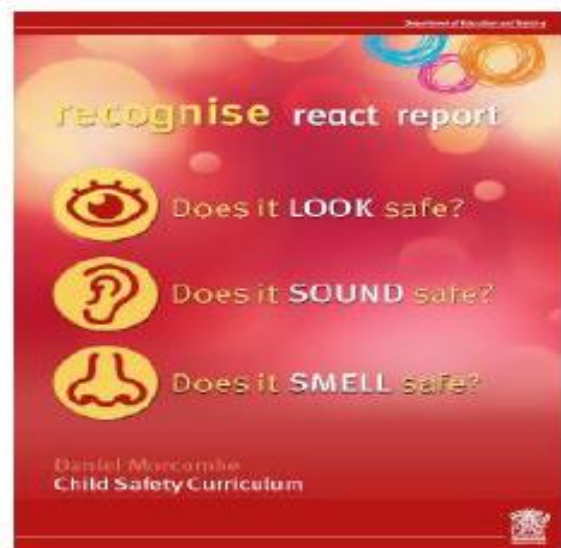 Department of Education and Training
recognise react report
Does it LOOK safe?
Does it SOUND safe?
Does it SMELL safe?
Daniel Morcombe
Child Safety Curriculum